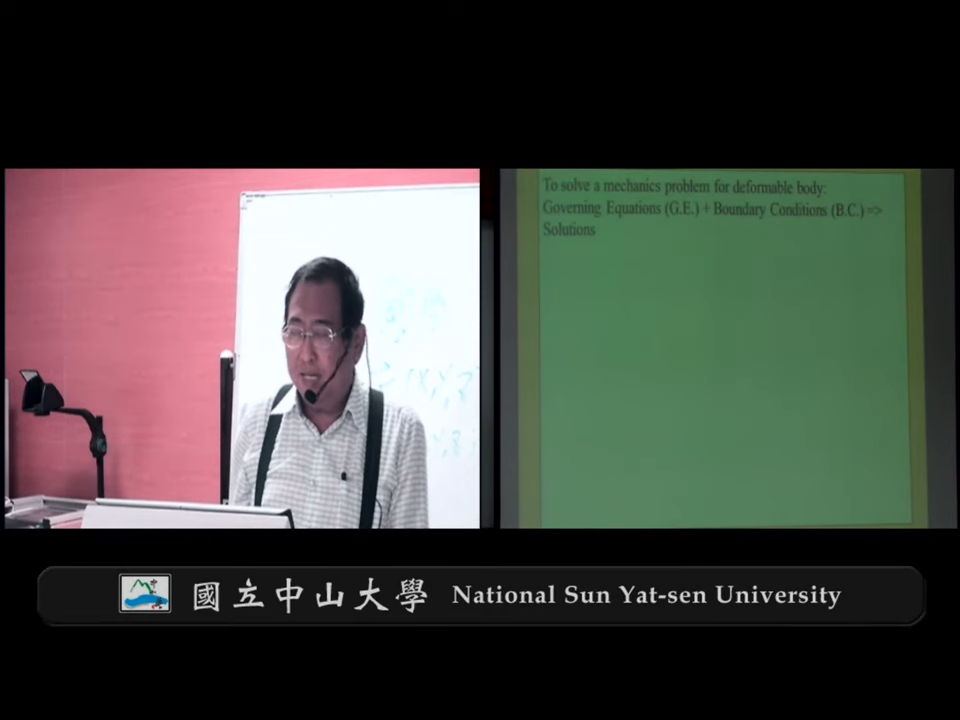 To solve a mechanics problem for deformable body:
Governing Equations (G.E.) + Boundary Conditions (B.C.) =>
Solutions
國立中山大學 National Sun Yat-sen University